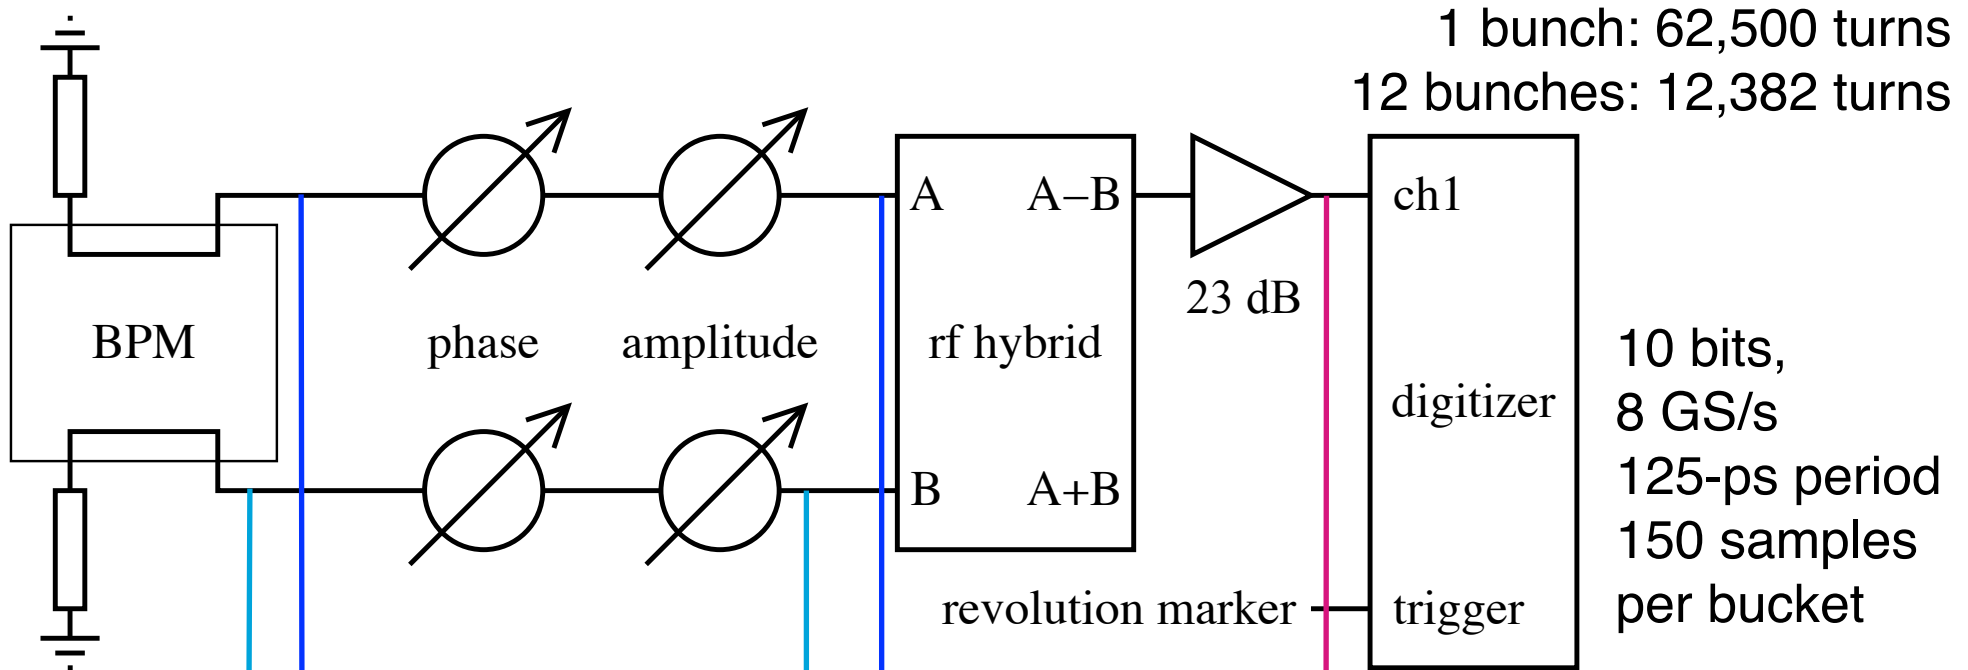 1 bunch: 62,500 turns
12 bunches: 12,382 turns
A A−B
ch1
23 dB
BPM
phase
amplitude
rf hybrid
digitizer
10 bits,
8 GS/s
125-ps period
150 samples
per bucket
B A+B
revolution marker
trigger